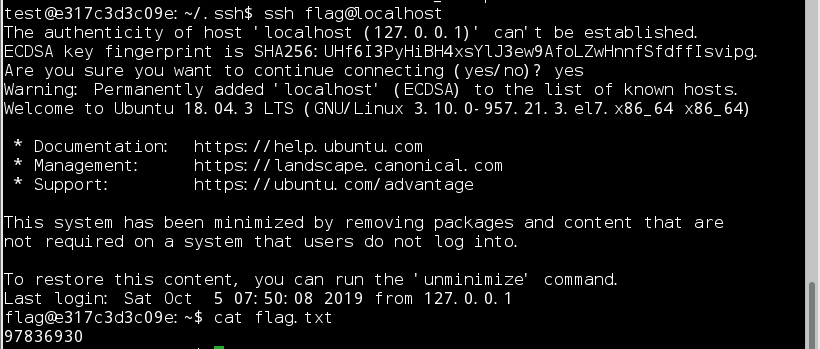 test@e317c3d3c09e:~/.ssh$ ssh flag@localhost
The authenticity of host 'localhost (127.0.0.1)' can't be established.
ECDSA key fingerprint is SHA256:UHf6I3PyHiBH4xsYlJ3ew9AfoLZwHnnfSfdffIsvipg.
Are you sure you want to continue connecting (yes/no)? yes
Warning: Permanently added 'localhost' (ECDSA) to the list of known hosts.
Welcome to Ubuntu 18.04.3 LTS (GNU/Linux 3.10.0-957.21.3.el7.x86_64 x86_64)
* Documentation:  https://help.ubuntu.com
* Management:     https://landscape.canonical.com
* Support:        https://ubuntu.com/advantage
This system has been minimized by removing packages and content that are
not required on a system that users do not log into.
To restore this content, you can run the 'unminimize' command.
Last login: Sat Oct  5 07:50:08 2019 from 127.0.0.1
flag@e317c3d3c09e:~$ cat flag.txt
97836930